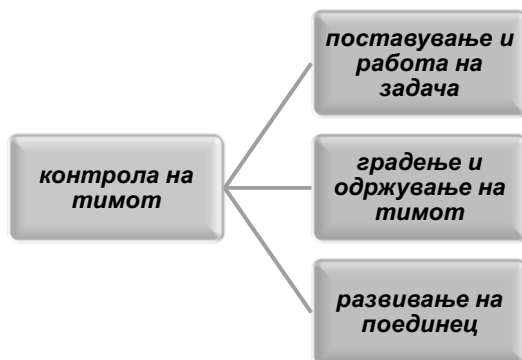 контрола на
тимот
поставување и
работа на
задача
градење и
одржување на
тимот
развивање на
поединец